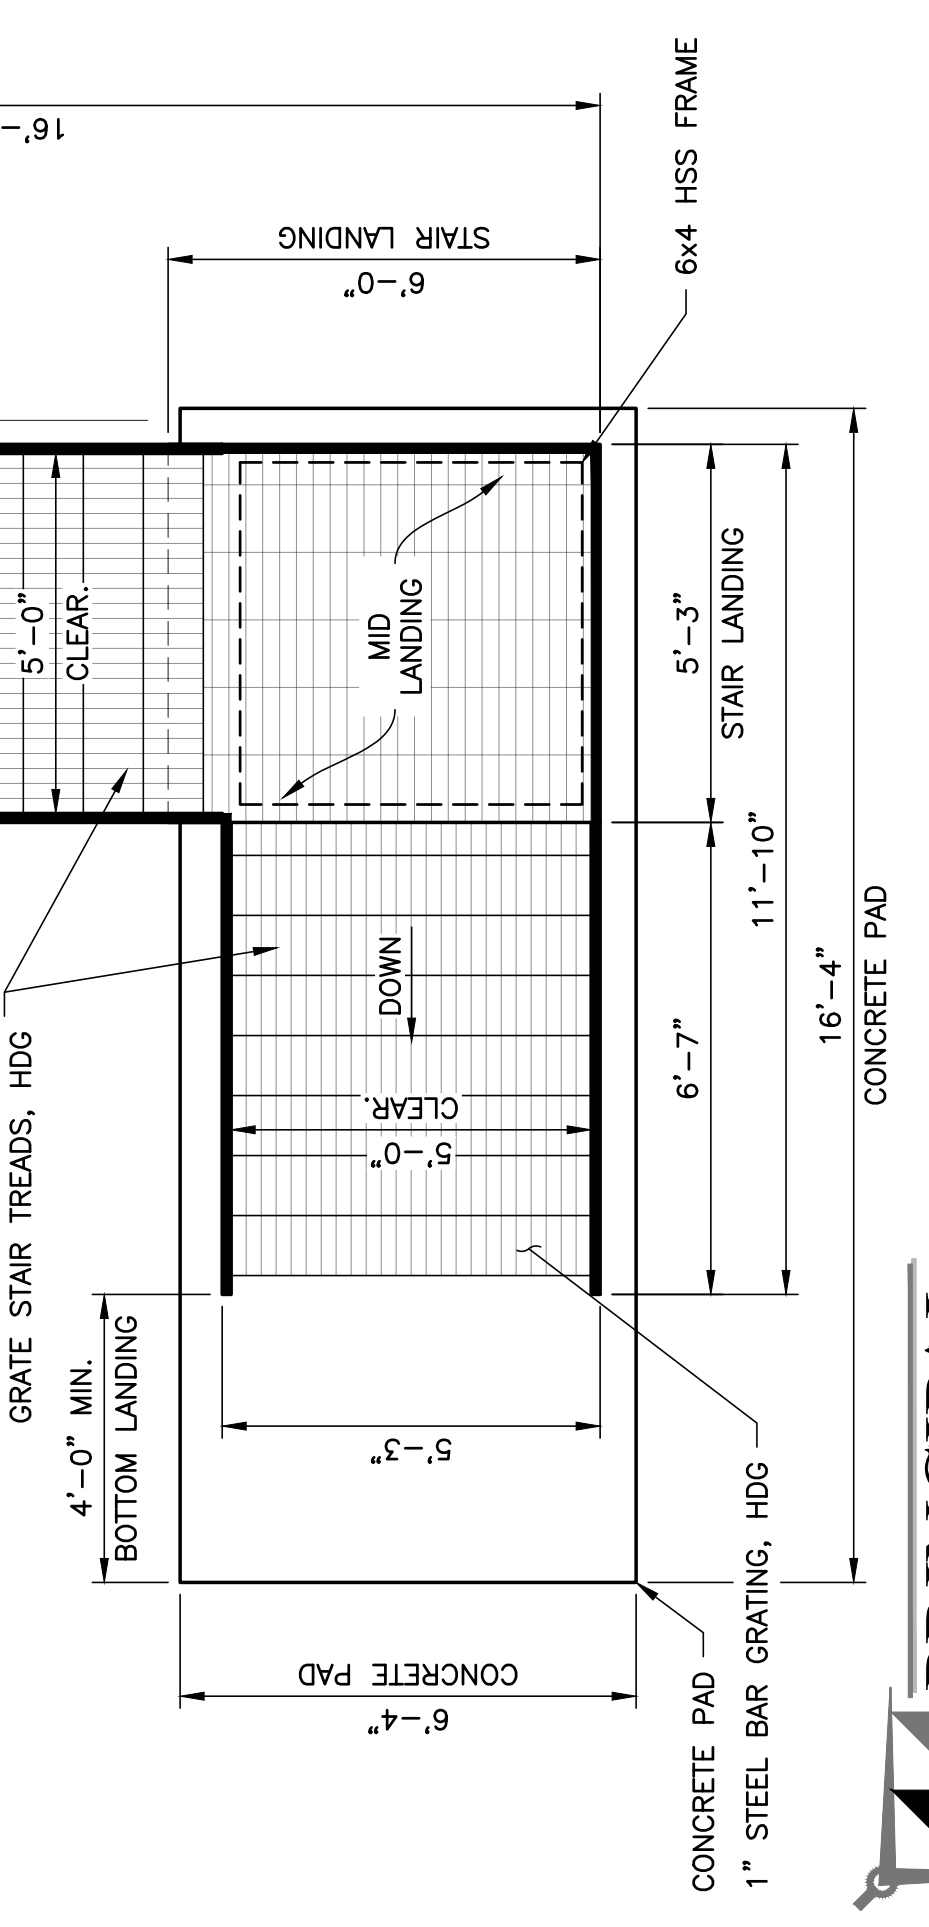 16'-
STAIR LANDING
6'-0"
6x4 HSS FRAME
5'-0"
CLEAR.
MID
LANDING
5'-3"
STAIR LANDING
11'-10"
DOWN
CLEAR.
5'-0"
6'-7"
16'-4"
CONCRETE PAD
GRATE STAIR TREADS, HDG
4'-0" MIN.
BOTTOM LANDING
5'-3"
CONCRETE PAD
6'-4"
CONCRETE PAD
1" STEEL BAR GRATING, HDG